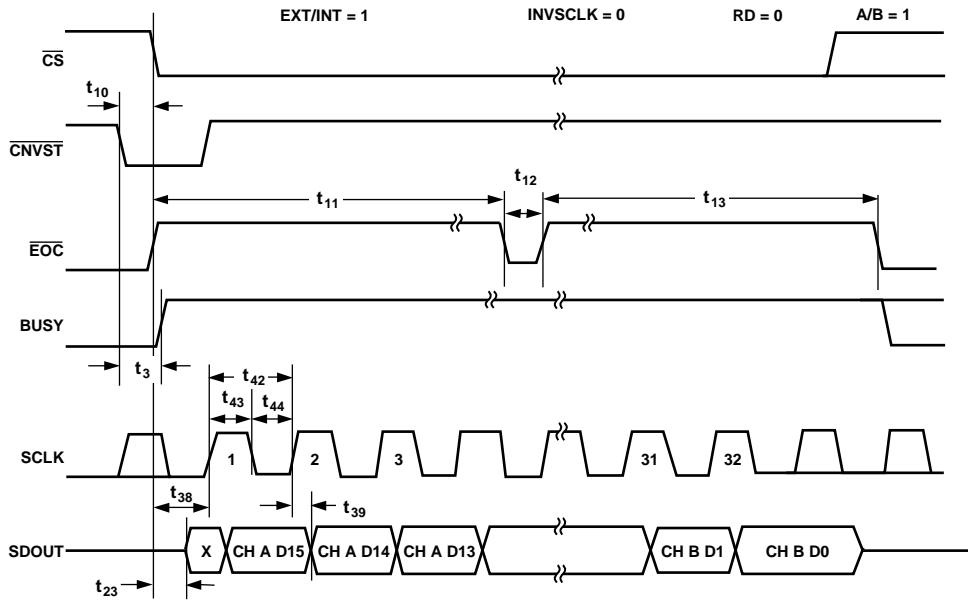 EXT/INT = 1 INVSCLK = 0 RD = 0 A/B = 1
CS
t10
CNVST
t12
t11 t13
EOC
BUSY
t3
t42
t43 t44
SCLK 1 2 3 31 32
t38
t39
SDOUT X CH A D15 CH A D14 CH A D13 CH B D1 CH B D0
t23